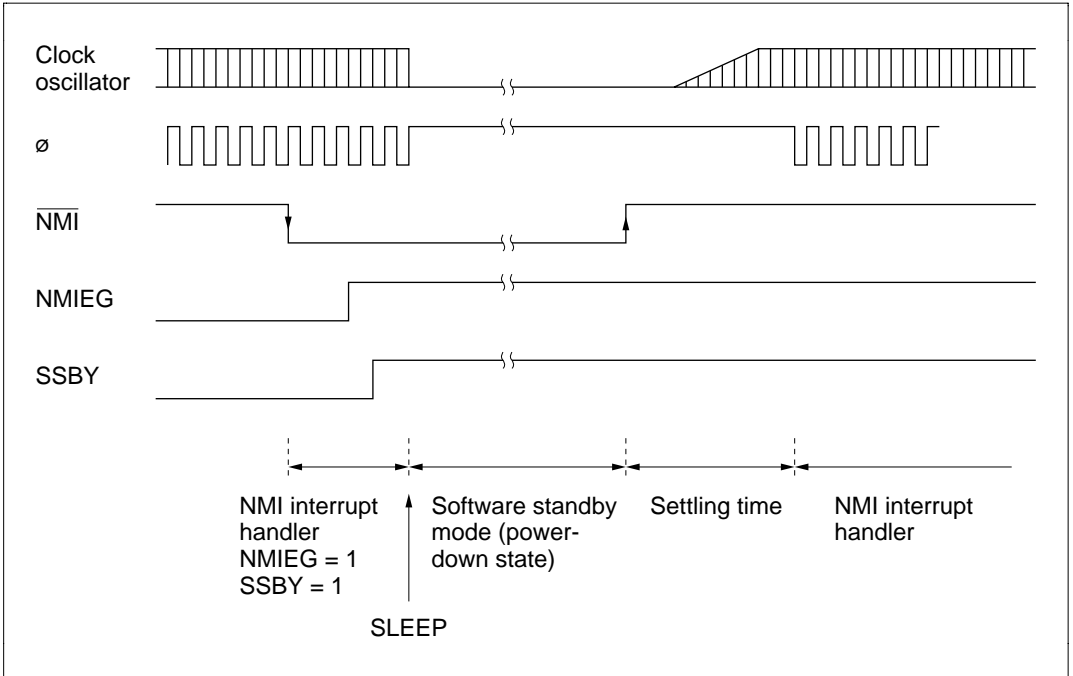 Clock
oscillator
ø
NMI
NMIEG
SSBY
NMI interrupt
handler
NMIEG = 1
SSBY = 1
Software standby
mode (power-
down state)
Settling time
NMI interrupt
handler
SLEEP